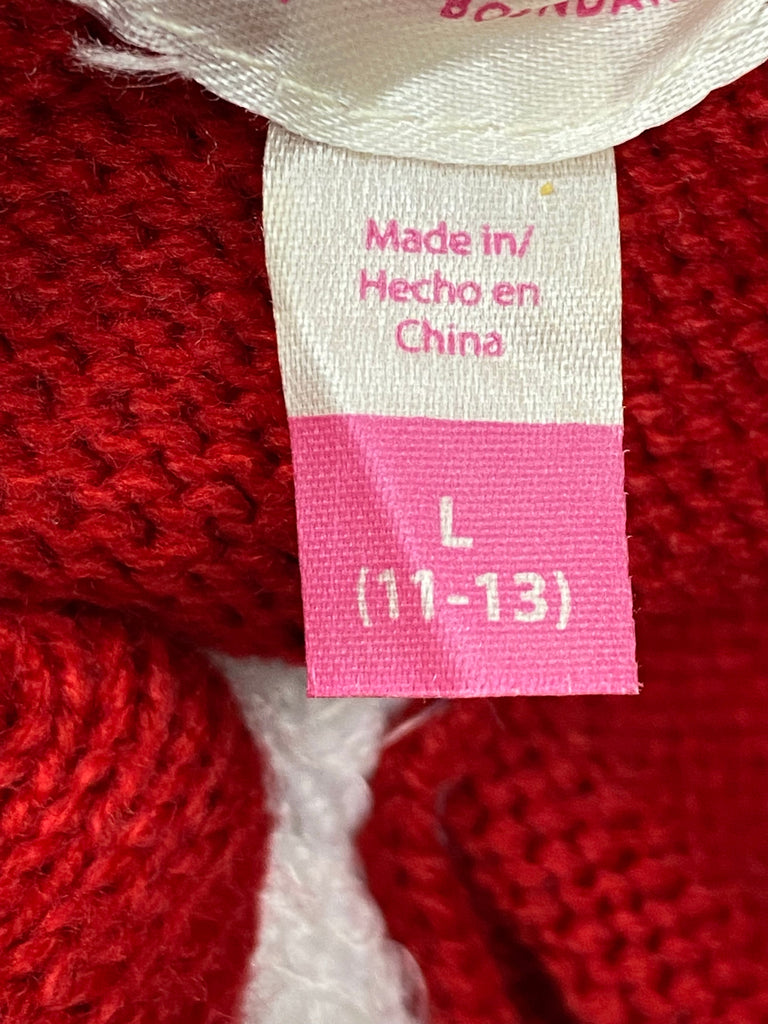 Made in/
Hecho en
China
L
(11-13)